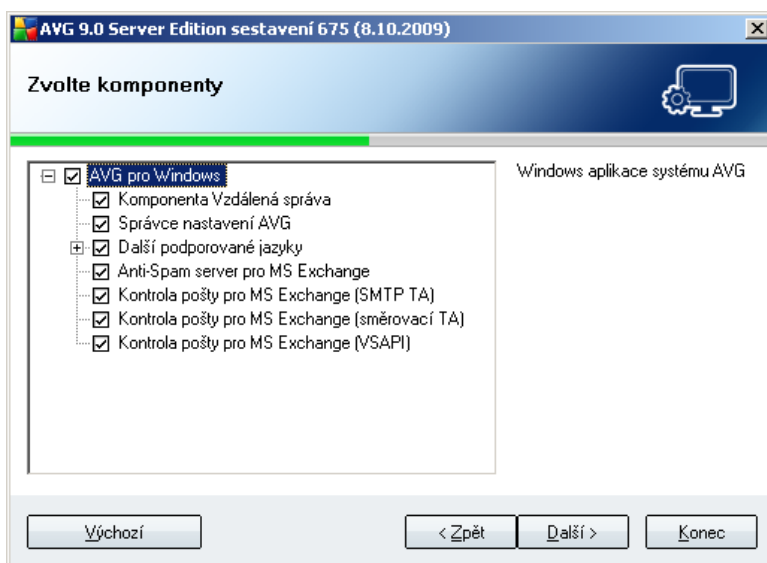 AVG 9.0 Server Edition sestavení 675 (8.10.2009)
Zvolte komponenty
AVG pro Windows
Komponenta Vzdálená správa
Správce nastavení AVG
Další podporované jazyky
Anti-Spam server pro MS Exchange
Kontrola pošty pro MS Exchange (SMTP TA)
Kontrola pošty pro MS Exchange (směrovací TA)
Kontrola pošty pro MS Exchange (VSAPI)
Windows aplikace systému AVG
Výchozí
< Zpět
Další >
Konec